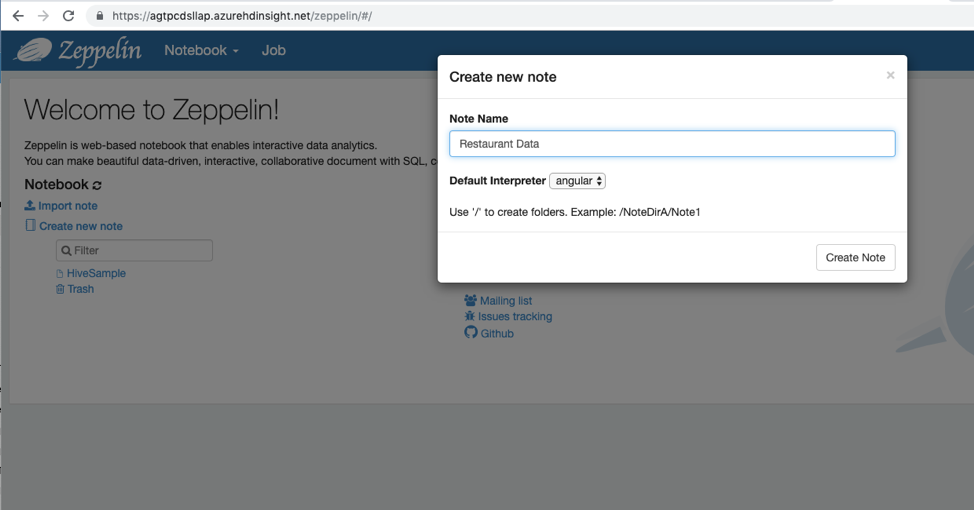 https://agtpcdsllap.azurehdinsight.net/zeppelin/#/
Zeppelin Notebook Job
Create new note ×
Note Name
Restaurant Data
Default Interpreter angular
Use '/' to create folders. Example: /NoteDirA/Note1
Create Note
Welcome to Zeppelin!
Zeppelin is web-based notebook that enables interactive data analytics.
You can make beautiful data-driven, interactive, collaborative document with SQL, c
Notebook
Import note
Create new note
Filter
HiveSample
Trash
Mailing list
Issues tracking
Github